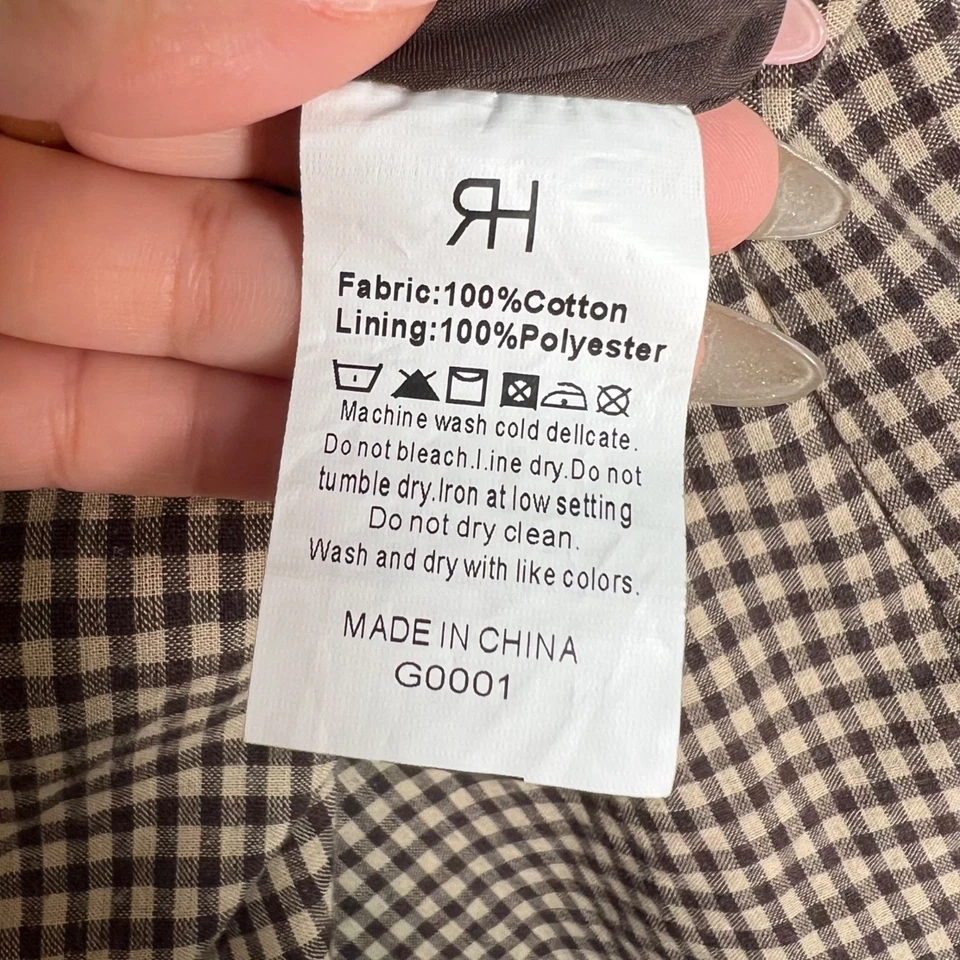 RH
Fabric:100%Cotton
Lining:100%Polyester
Machine wash cold dellcate.
Do not bleach.I.ine dry.Do not
tumble dry.Iron at low setting
Do not dry clean.
Wash and dry with like colors.
MADE IN CHINA
G0001